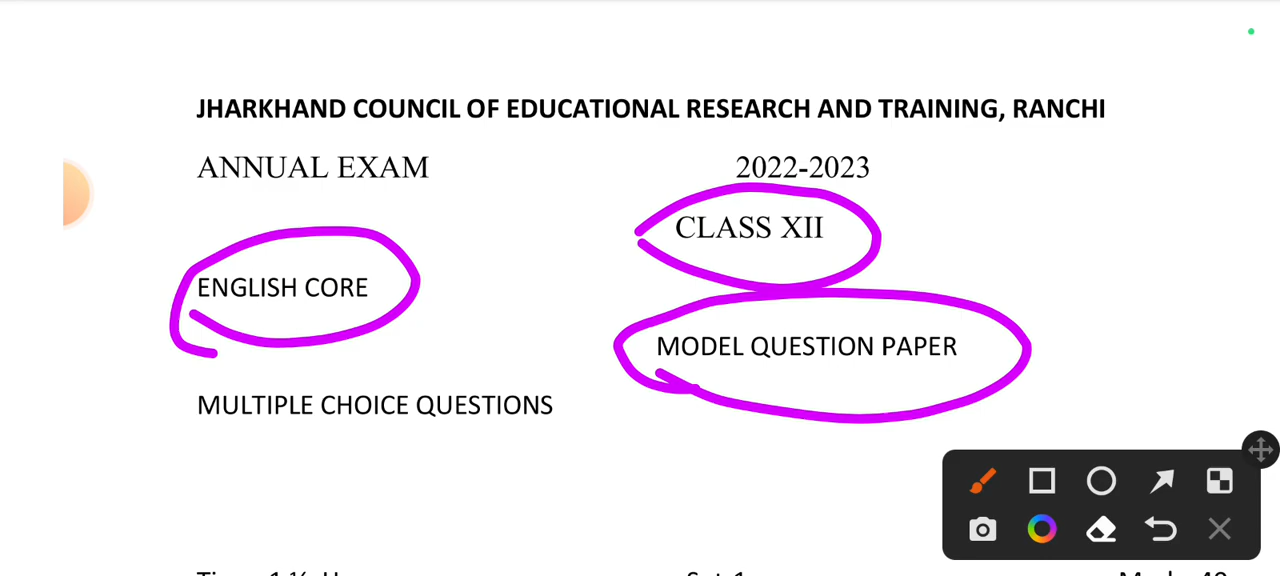 JHARKHAND COUNCIL OF EDUCATIONAL RESEARCH AND TRAINING, RANCHI
ANNUAL EXAM 2022-2023
CLASS XII
ENGLISH CORE
MODEL QUESTION PAPER
MULTIPLE CHOICE QUESTIONS